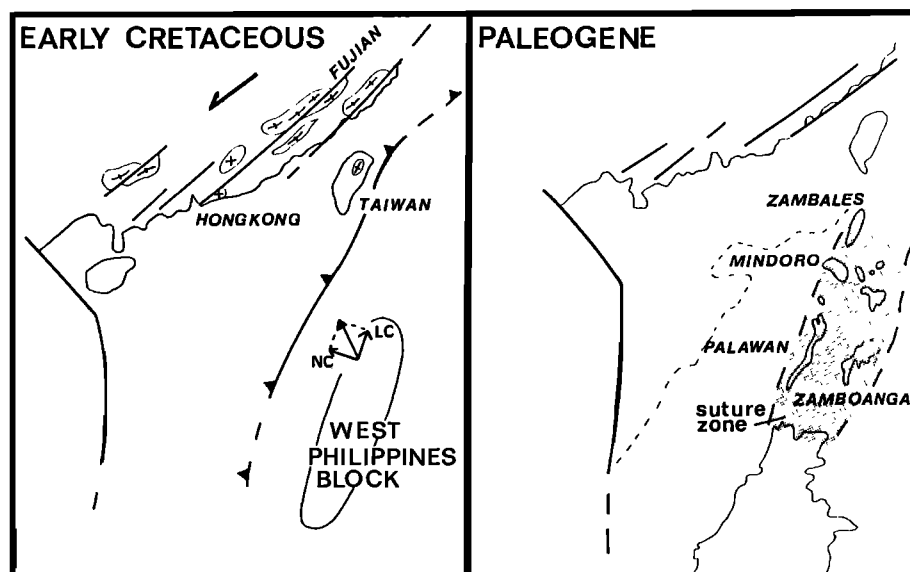 EARLY CRETACEOUS
FUJIAN
HONGKONG
TAIWAN
NC
LC
WEST
PHILIPPINES
BLOCK
PALEOGENE
ZAMBALES
MINDORO
PALAWAN
ZAMBOANGA
suture
zone